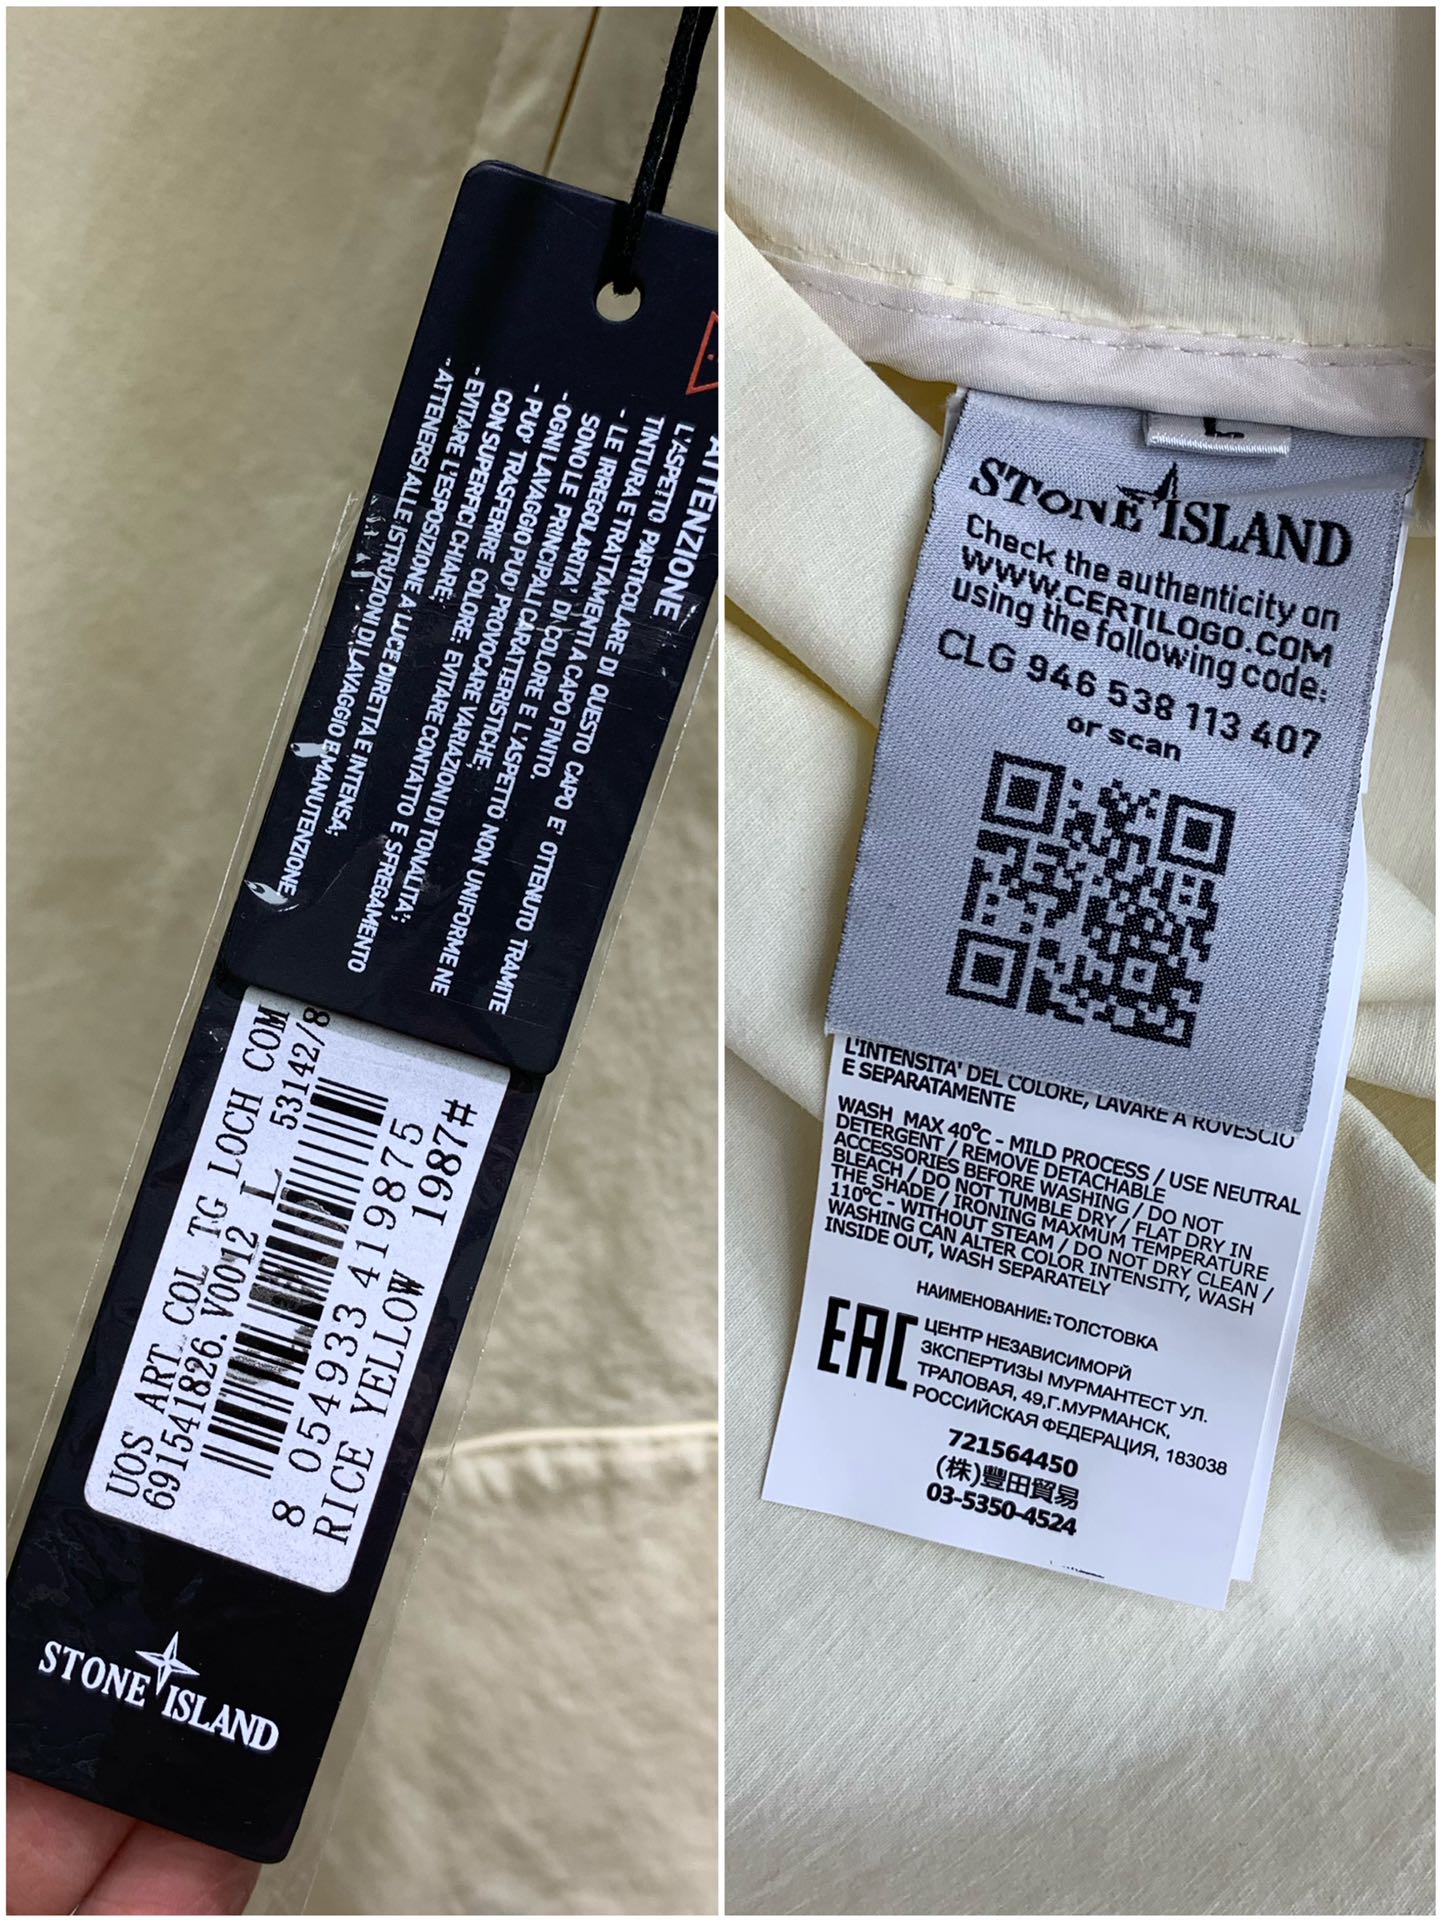 ATTENZIONE
L'ASPETTO PARTICOLARE DI QUESTO CAPO E' OTTENUTO TRAMITE
TINTURA E TRATTAMENTI A CAPO FINITO.
- LE IRREGOLARITA' DI COLORE E L'ASPETTO NON UNIFORME NE
SONO LE PRINCIPALI CARATTERISTICHE;
- OGNI LAVAGGIO PUO' PROVOCARE VARIAZIONI DI TONALITA';
- PUO' TRASFERIRE COLORE; EVITARE CONTATTO E SFREGAMENTO
CON SUPERFICI CHIARE;
- EVITARE L'ESPOSIZIONE A LUCE DIRETTA E INTENSA;
- ATTENERSI ALLE ISTRUZIONI DI LAVAGGIO E MANUTENZIONE
UOS ART COL TG LOCH COM
691541826.V0012 L 53142/8
8 054933 419875
RICE YELLOW 1987#
STONE ISLAND
L
STONE ISLAND
Check the authenticity on
WWW.CERTILOGO.COM
using the following code:
CLG 946 538 113 407
or scan
L'INTENSITA' DEL COLORE, LAVARE A ROVESCIO
E SEPARATAMENTE
WASH MAX 40°C - MILD PROCESS / USE NEUTRAL
DETERGENT / REMOVE DETACHABLE
ACCESSORIES BEFORE WASHING / DO NOT
BLEACH / DO NOT TUMBLE DRY / FLAT DRY IN
THE SHADE / IRONING MAXMUM TEMPERATURE
110°C - WITHOUT STEAM / DO NOT DRY CLEAN /
WASHING CAN ALTER COLOR INTENSITY, WASH
INSIDE OUT, WASH SEPARATELY
НАИМЕНОВАНИЕ: ТОЛСТОВКА
EAC
ЦЕНТР НЕЗАВИСИМОРЙ
ЗКСПЕРТИЗЫ МУРМАНТЕСТ УЛ.
ТРАЛОВАЯ, 49,Г.МУРМАНСК,
РОССИЙСКАЯ ФЕДЕРАЦИЯ, 183038
721564450
(株)豐田貿易
03-5350-4524